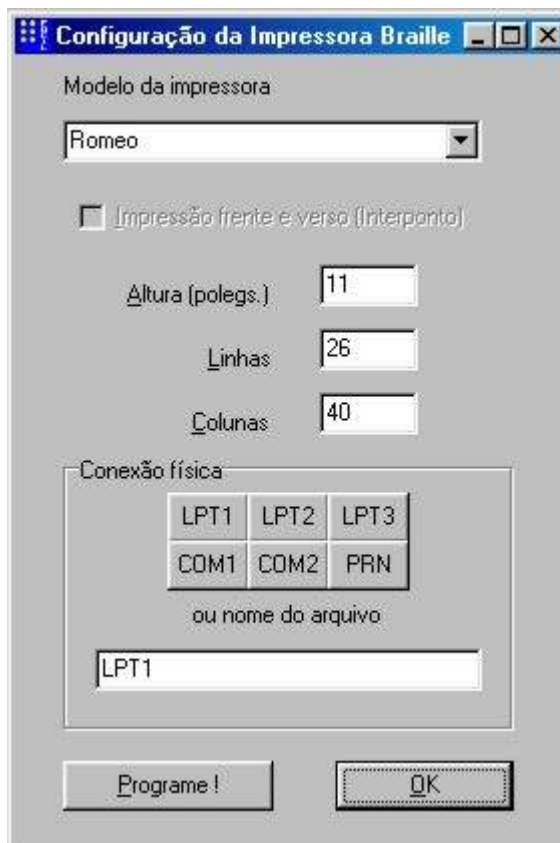 Configuração da Impressora Braille
Modelo da impressora
Romeo
Impressão frente e verso (Interponto)
Altura (polegs.) 11
Linhas 26
Colunas 40
Conexão física
LPT1 LPT2 LPT3
COM1 COM2 PRN
ou nome do arquivo
LPT1
Programe ! OK